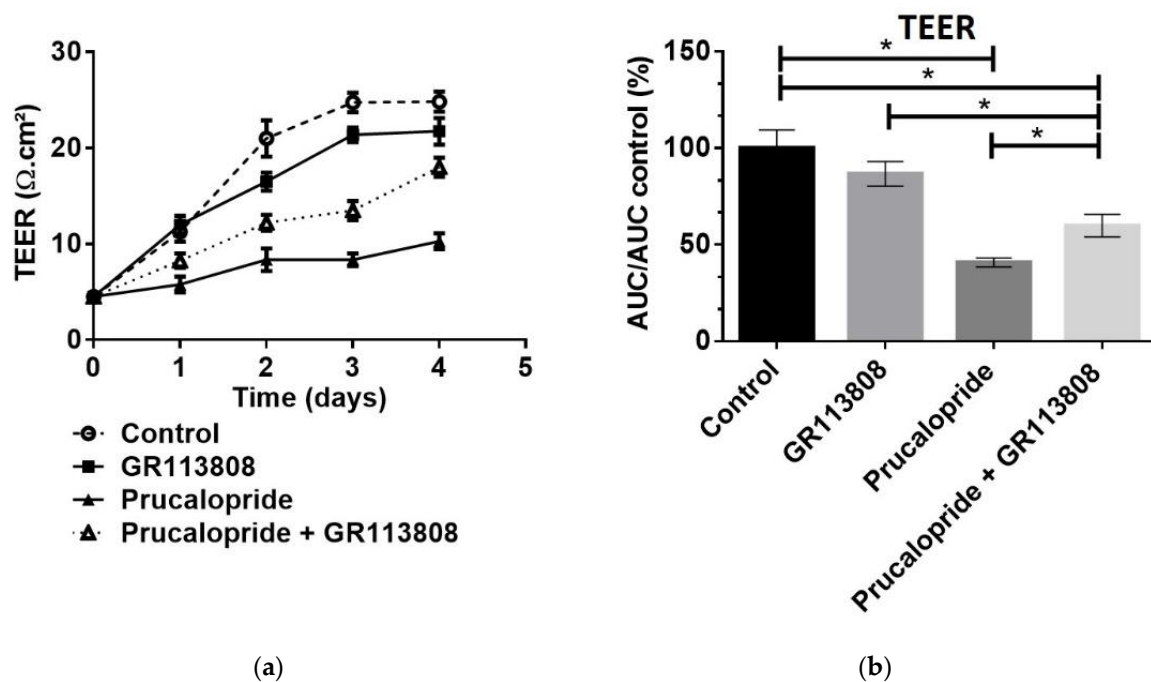 TEER (Ω.cm²)
30
20
10
0
0 1 2 3 4 5
Time (days)
Control
GR113808
Prucalopride
Prucalopride + GR113808
(a)
TEER
AUC/AUC control (%)
150
100
50
0
*
*
*
*
Control
GR113808
Prucalopride
Prucalopride + GR113808
(b)